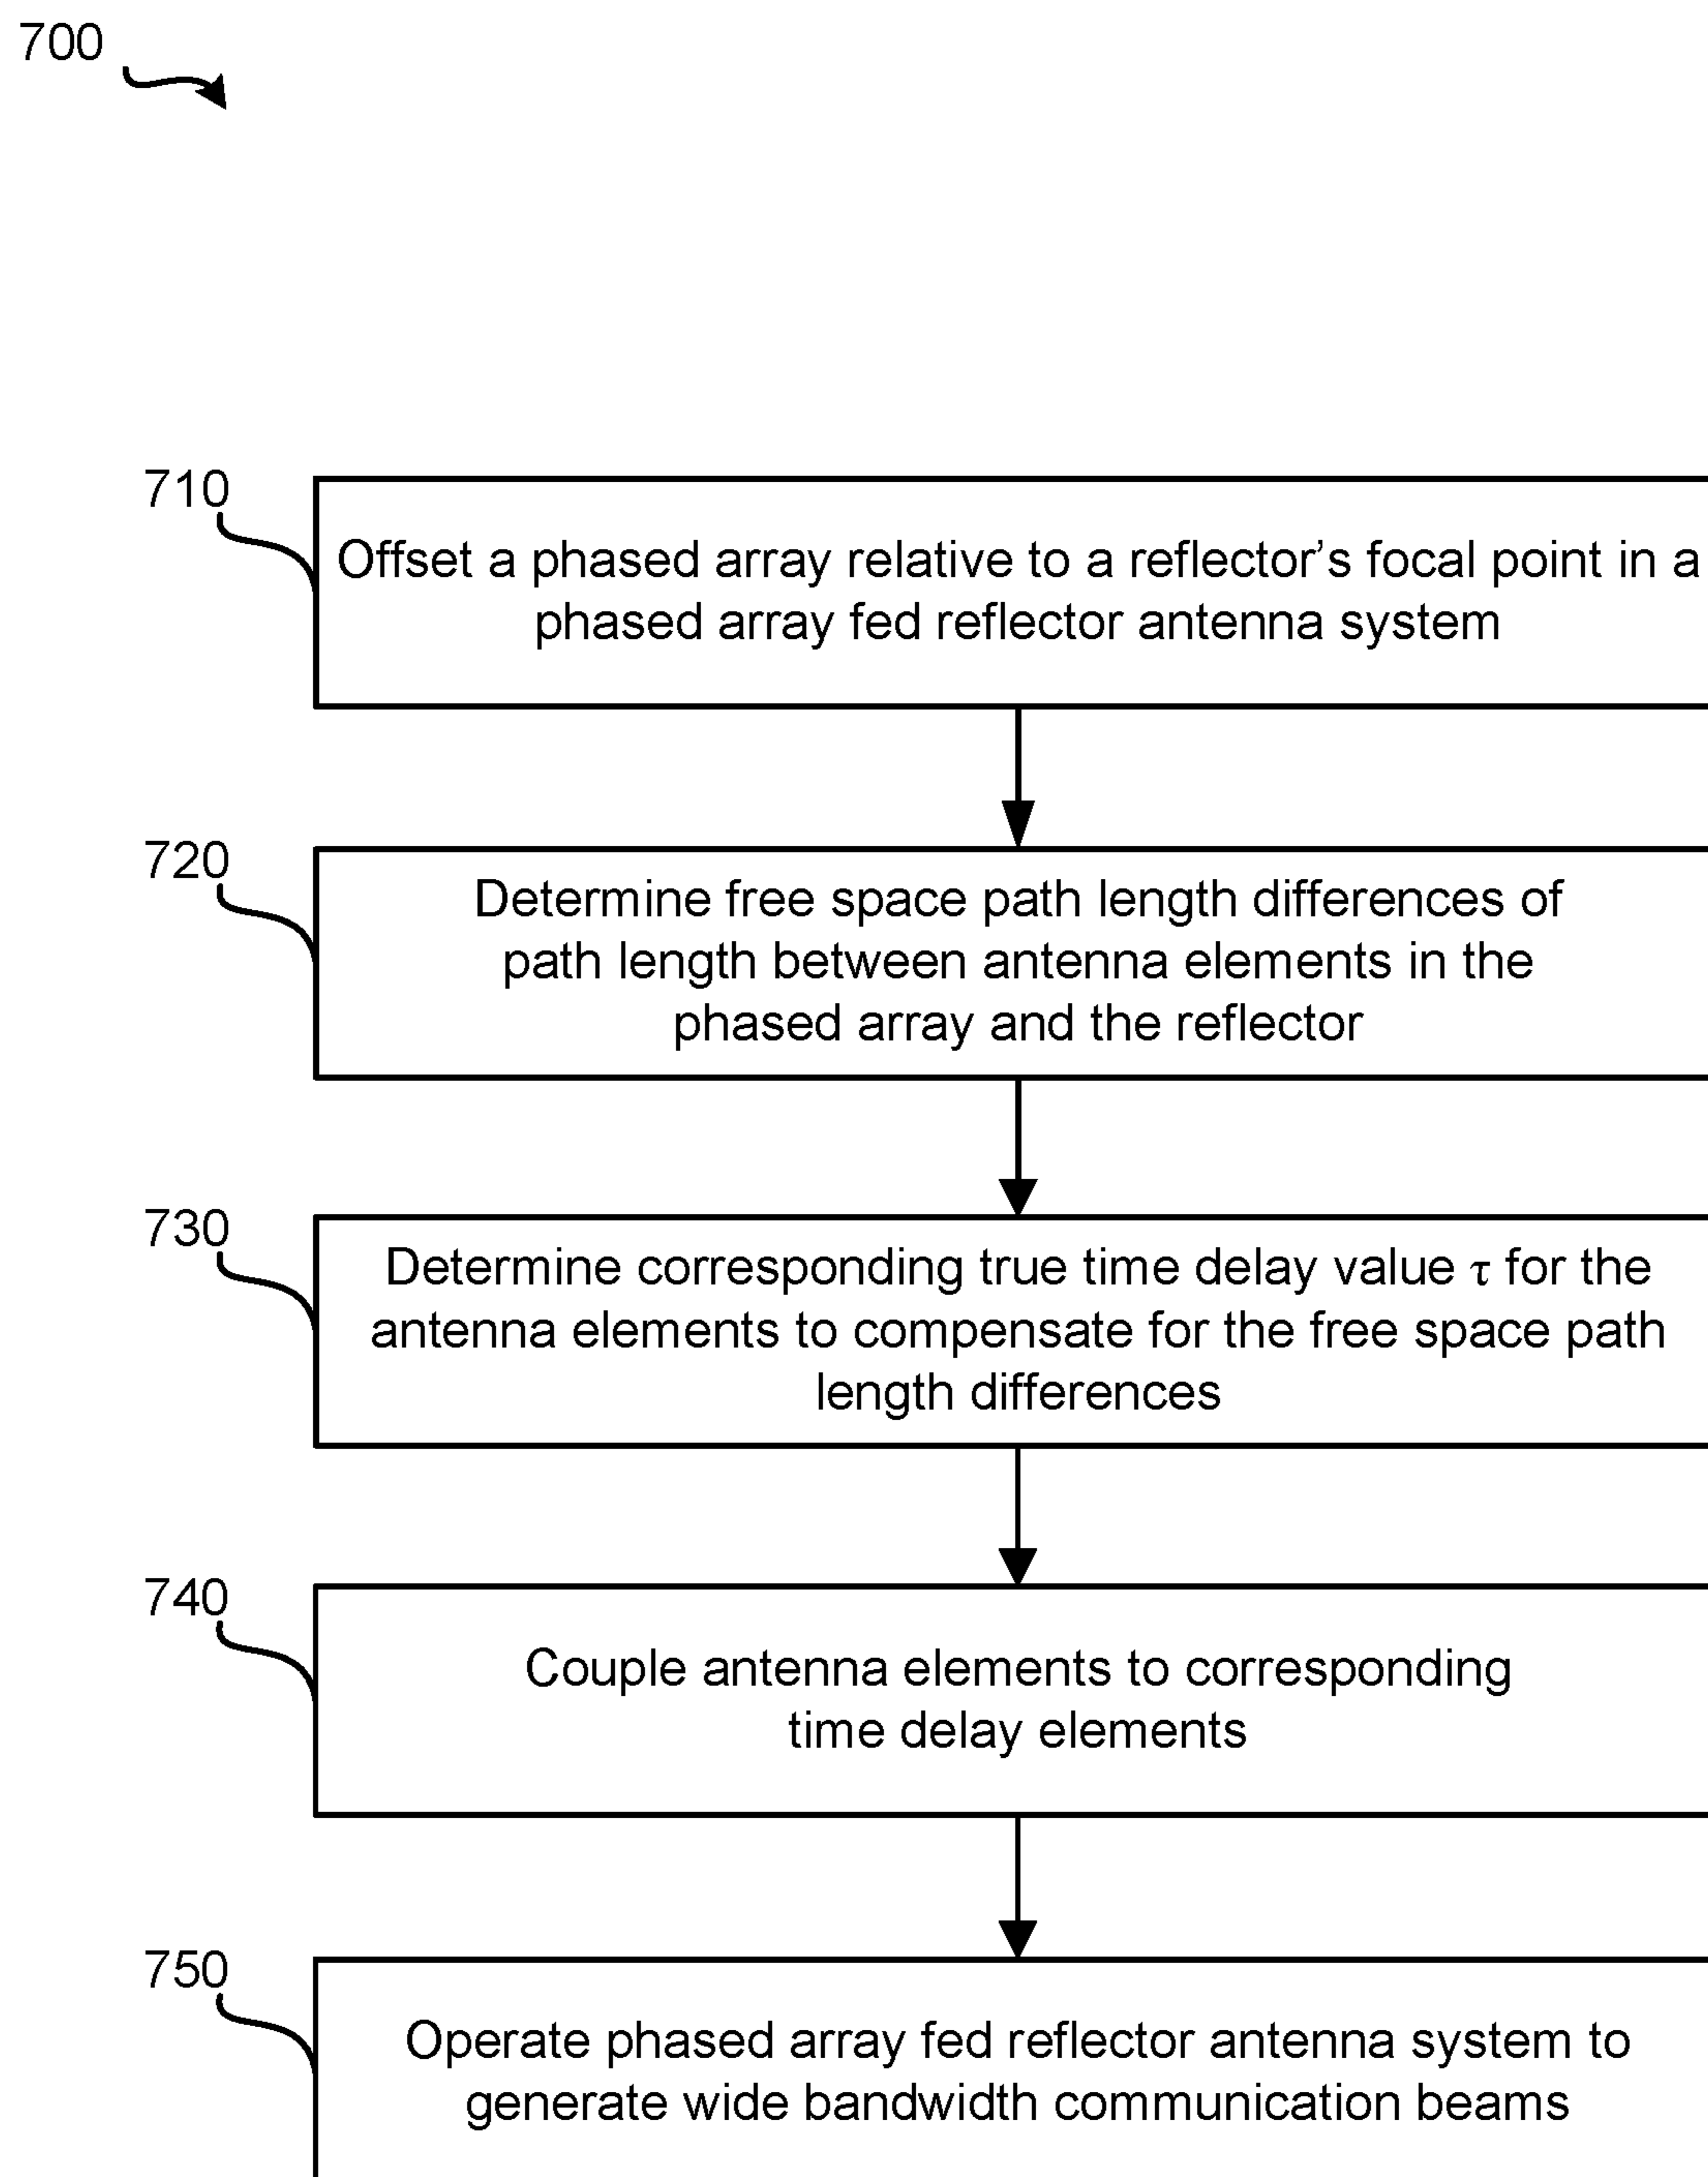 700
710
Offset a phased array relative to a reflector’s focal point in a
phased array fed reflector antenna system
720
Determine free space path length differences of
path length between antenna elements in the
phased array and the reflector
730
Determine corresponding true time delay value τ for the
antenna elements to compensate for the free space path
length differences
740
Couple antenna elements to corresponding
time delay elements
750
Operate phased array fed reflector antenna system to
generate wide bandwidth communication beams